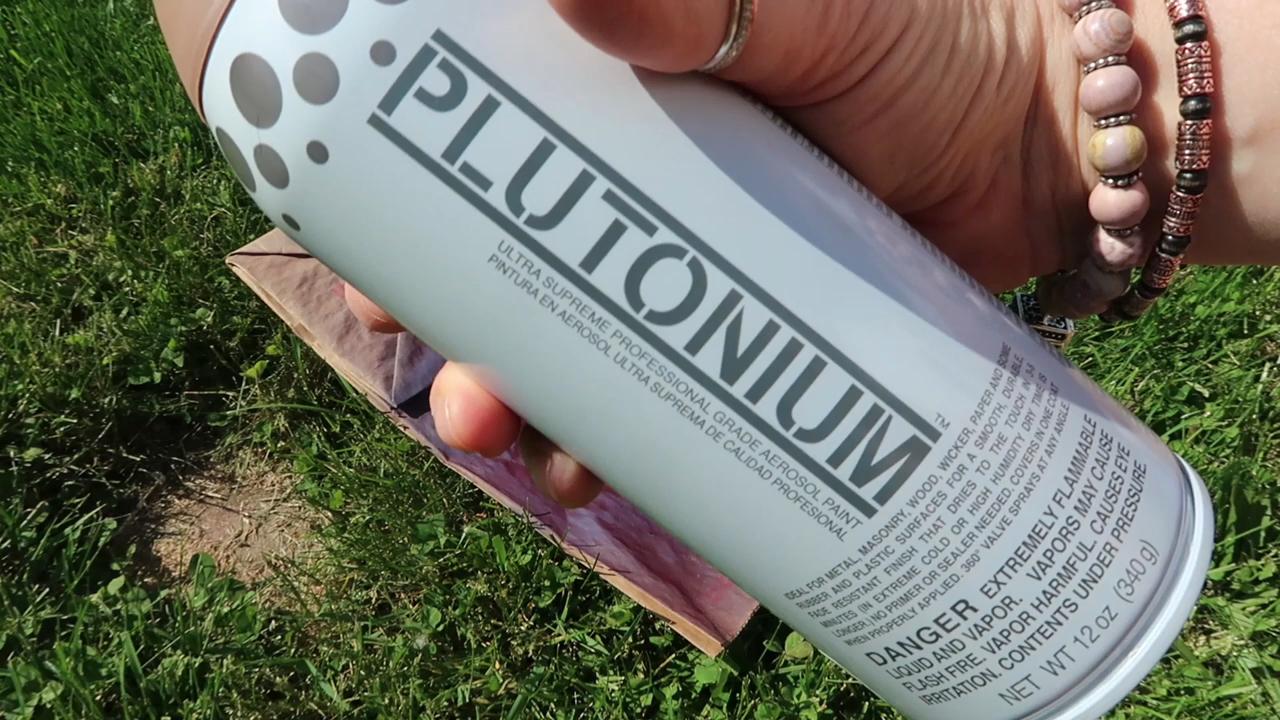 PLUTONIUM™
ULTRA SUPREME PROFESSIONAL GRADE AEROSOL PAINT
PINTURA EN AEROSOL ULTRA SUPREMA DE CALIDAD PROFESIONAL
IDEAL FOR METAL, MASONRY, WOOD, WICKER, PAPER AND SOME
RUBBER AND PLASTIC SURFACES FOR A SMOOTH, DURABLE,
FADE RESISTANT FINISH THAT DRIES TO THE TOUCH IN
MINUTES (IN EXTREME COLD OR HIGH HUMIDITY DRY TIME IS
LONGER.) NO PRIMER OR SEALER NEEDED. COVERS IN ONE COAT
WHEN PROPERLY APPLIED. 360° VALVE SPRAYS AT ANY ANGLE.
DANGER EXTREMELY FLAMMABLE
LIQUID AND VAPOR. VAPORS MAY CAUSE
FLASH FIRE. VAPOR HARMFUL. CAUSES EYE
IRRITATION. CONTENTS UNDER PRESSURE
NET WT 12 oz (340 g)